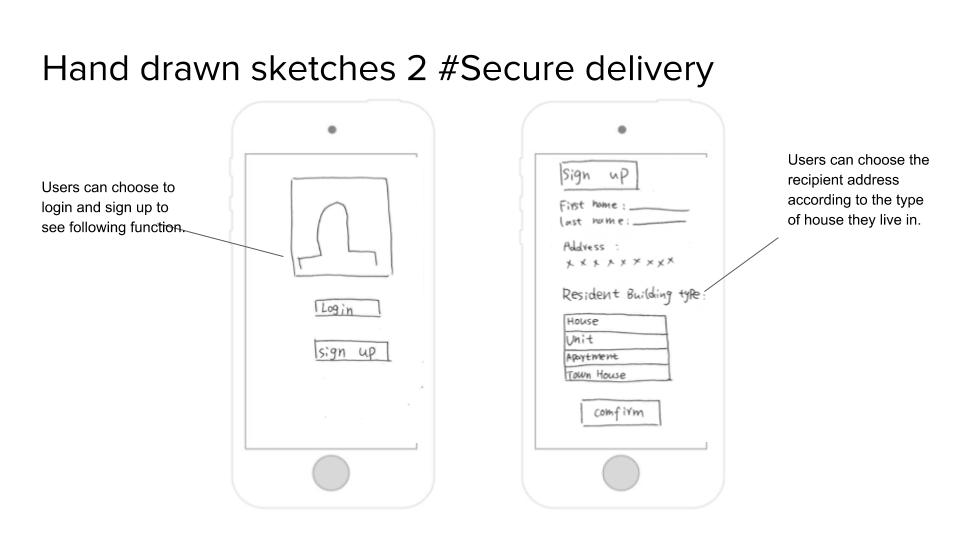 Hand drawn sketches 2 #Secure delivery
Users can choose to
login and sign up to
see following function.
Login
sign up
Sign up
First name :
last name :
Address :
x x x x x x x x x
Resident Building type :
House
Unit
Apartment
Town House
comfirm
Users can choose the
recipient address
according to the type
of house they live in.